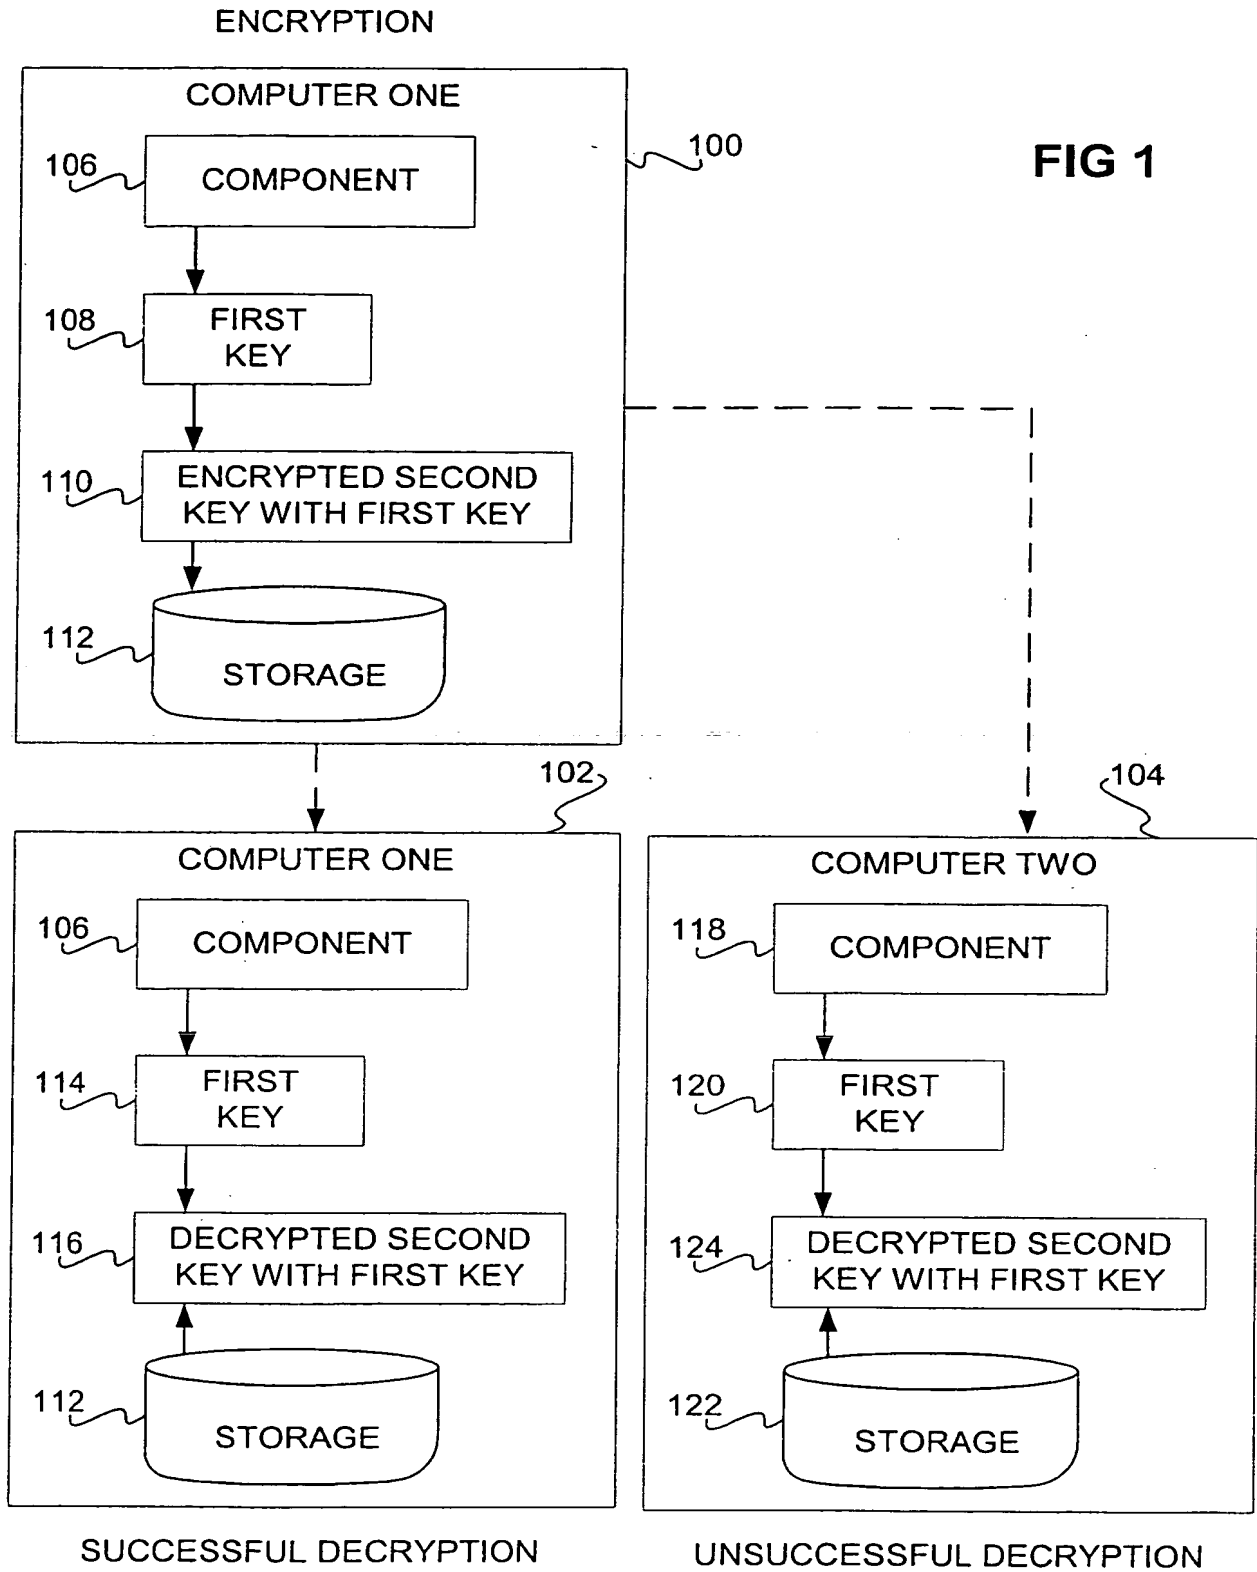 ENCRYPTION
COMPUTER ONE
100
FIG 1
106
COMPONENT
108
FIRST
KEY
110
ENCRYPTED SECOND
KEY WITH FIRST KEY
112
STORAGE
102
104
COMPUTER ONE
106
COMPONENT
114
FIRST
KEY
116
DECRYPTED SECOND
KEY WITH FIRST KEY
112
STORAGE
SUCCESSFUL DECRYPTION
COMPUTER TWO
118
COMPONENT
120
FIRST
KEY
124
DECRYPTED SECOND
KEY WITH FIRST KEY
122
STORAGE
UNSUCCESSFUL DECRYPTION